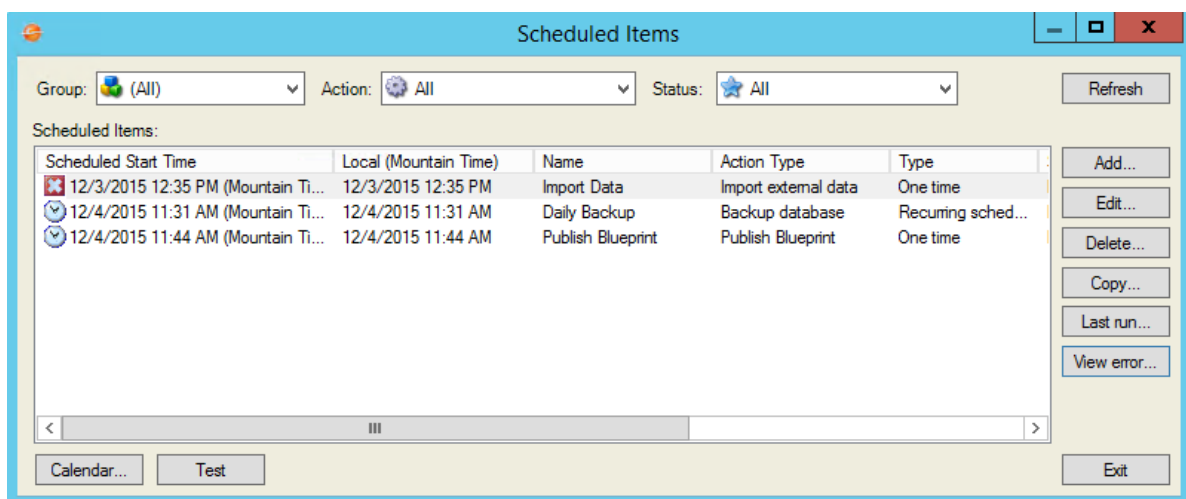 Scheduled Items
Group: (All) Action: All Status: All Refresh
Scheduled Items:
Scheduled Start Time Local (Mountain Time) Name Action Type Type
12/3/2015 12:35 PM (Mountain Ti... 12/3/2015 12:35 PM Import Data Import external data One time
12/4/2015 11:31 AM (Mountain Ti... 12/4/2015 11:31 AM Daily Backup Backup database Recurring sched...
12/4/2015 11:44 AM (Mountain Ti... 12/4/2015 11:44 AM Publish Blueprint Publish Blueprint One time
Add...
Edit...
Delete...
Copy...
Last run...
View error...
Calendar... Test Exit